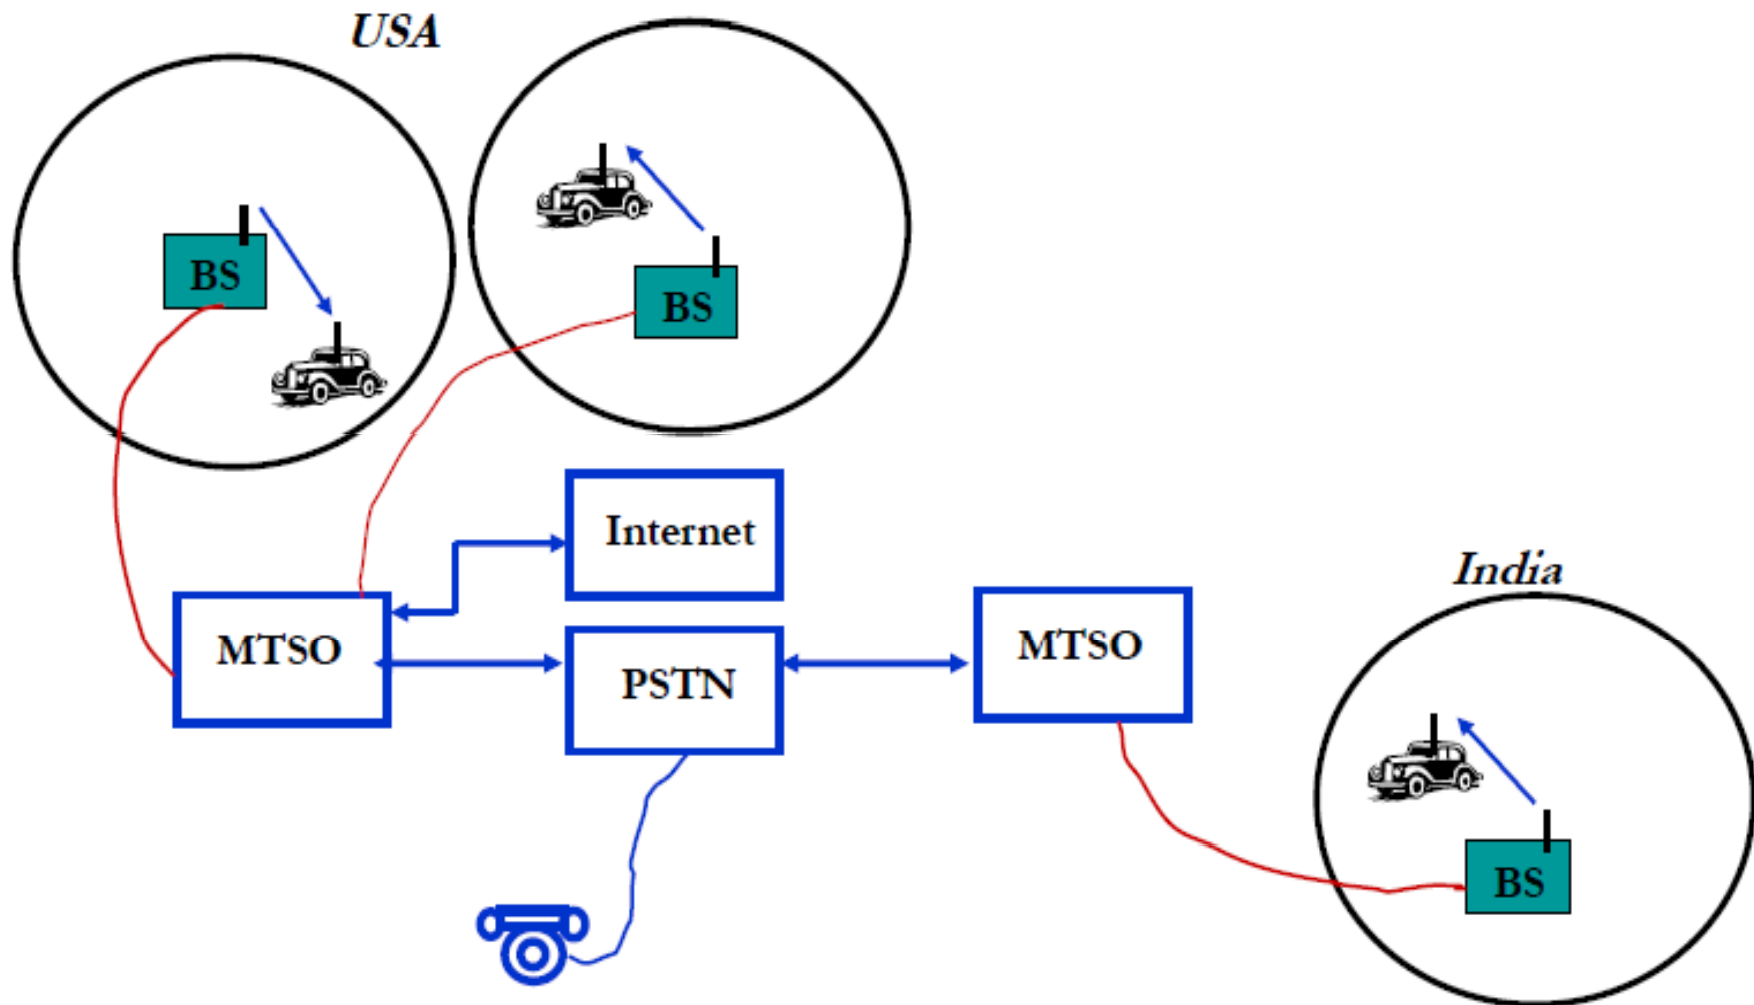 USA
BS
BS
Internet
MTSO
PSTN
MTSO
India
BS